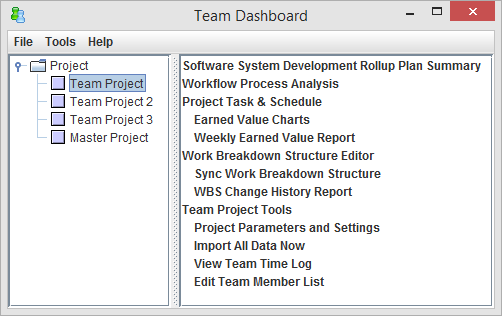 Team Dashboard
File Tools Help
Project
Team Project
Team Project 2
Team Project 3
Master Project
Software System Development Rollup Plan Summary
Workflow Process Analysis
Project Task & Schedule
Earned Value Charts
Weekly Earned Value Report
Work Breakdown Structure Editor
Sync Work Breakdown Structure
WBS Change History Report
Team Project Tools
Project Parameters and Settings
Import All Data Now
View Team Time Log
Edit Team Member List